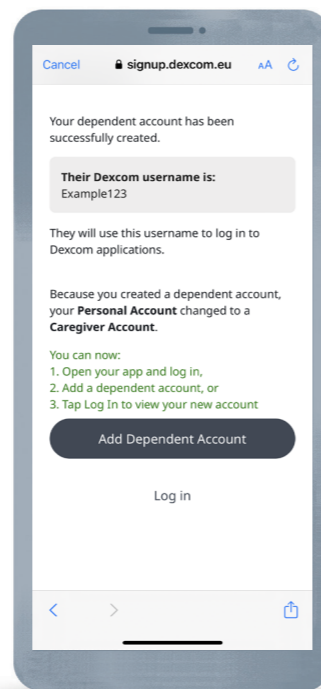 Cancel signup.dexcom.eu AA
Your dependent account has been
successfully created.
Their Dexcom username is:
Example123
They will use this username to log in to
Dexcom applications.
Because you created a dependent account,
your Personal Account changed to a
Caregiver Account.
You can now:
1. Open your app and log in,
2. Add a dependent account, or
3. Tap Log In to view your new account
Add Dependent Account
Log in